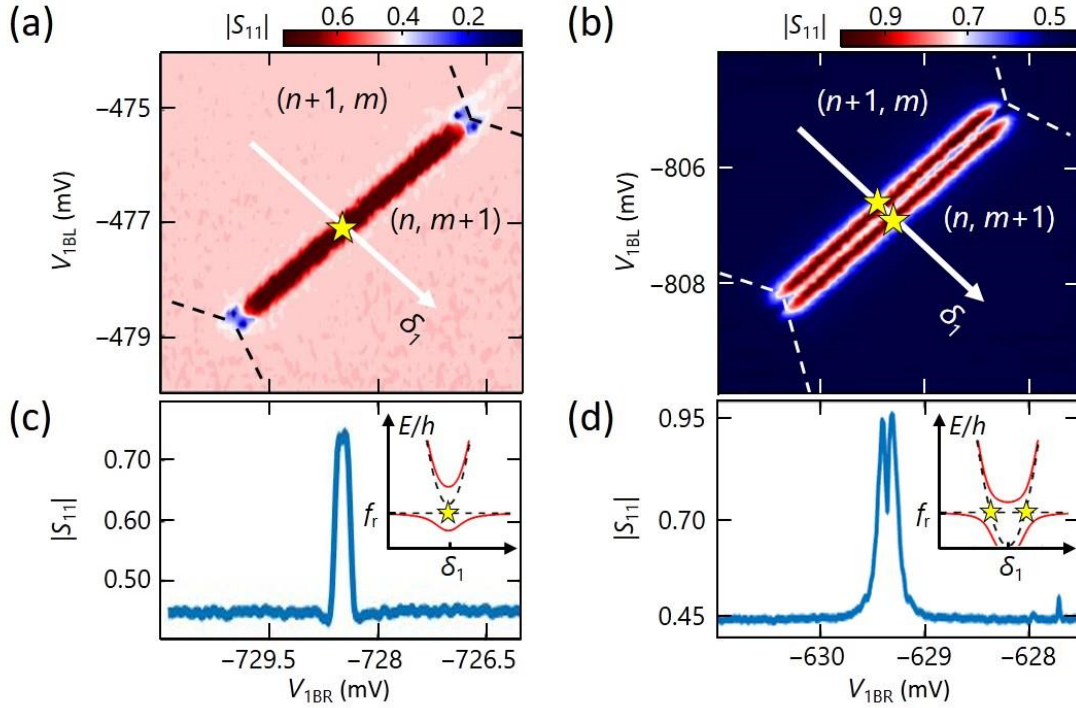 (a)
|S11| 0.6 0.4 0.2
V1BL (mV)
−475
−477
−479
(n+1, m)
(n, m+1)
δ1
(b)
|S11| 0.9 0.7 0.5
V1BL (mV)
−806
−808
(n+1, m)
(n, m+1)
δ1
(c)
|S11|
0.70
0.60
0.50
E/h
fr
δ1
−729.5 −728 −726.5
V1BR (mV)
(d)
|S11|
0.95
0.70
0.45
E/h
fr
δ1
−630 −629 −628
V1BR (mV)